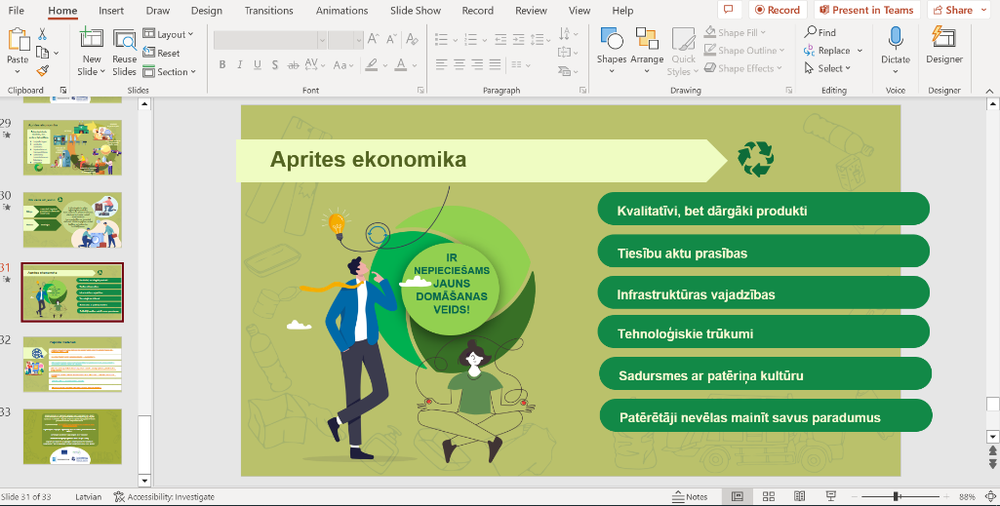 File Home Insert Draw Design Transitions Animations Slide Show Record Review View Help
Record Present in Teams Share
Paste
New Slide
Reuse Slides
Layout
Reset
Section
B I U S ab AV Aa A
Shapes Arrange Quick Styles
Shape Fill
Shape Outline
Shape Effects
Find
Replace
Select
Dictate Designer
Clipboard Slides Font Paragraph Drawing Editing Voice Designer
29
30
31
32
33
Aprites ekonomika
IR
NEPIECIEŠAMS
JAUNS
DOMĀŠANAS
VEIDS!
Kvalitatīvi, bet dārgāki produkti
Tiesību aktu prasības
Infrastruktūras vajadzības
Tehnoloģiskie trūkumi
Sadursmes ar patēriņa kultūru
Patērētāji nevēlas mainīt savus paradumus
Slide 31 of 33 Latvian Accessibility: Investigate Notes 88%